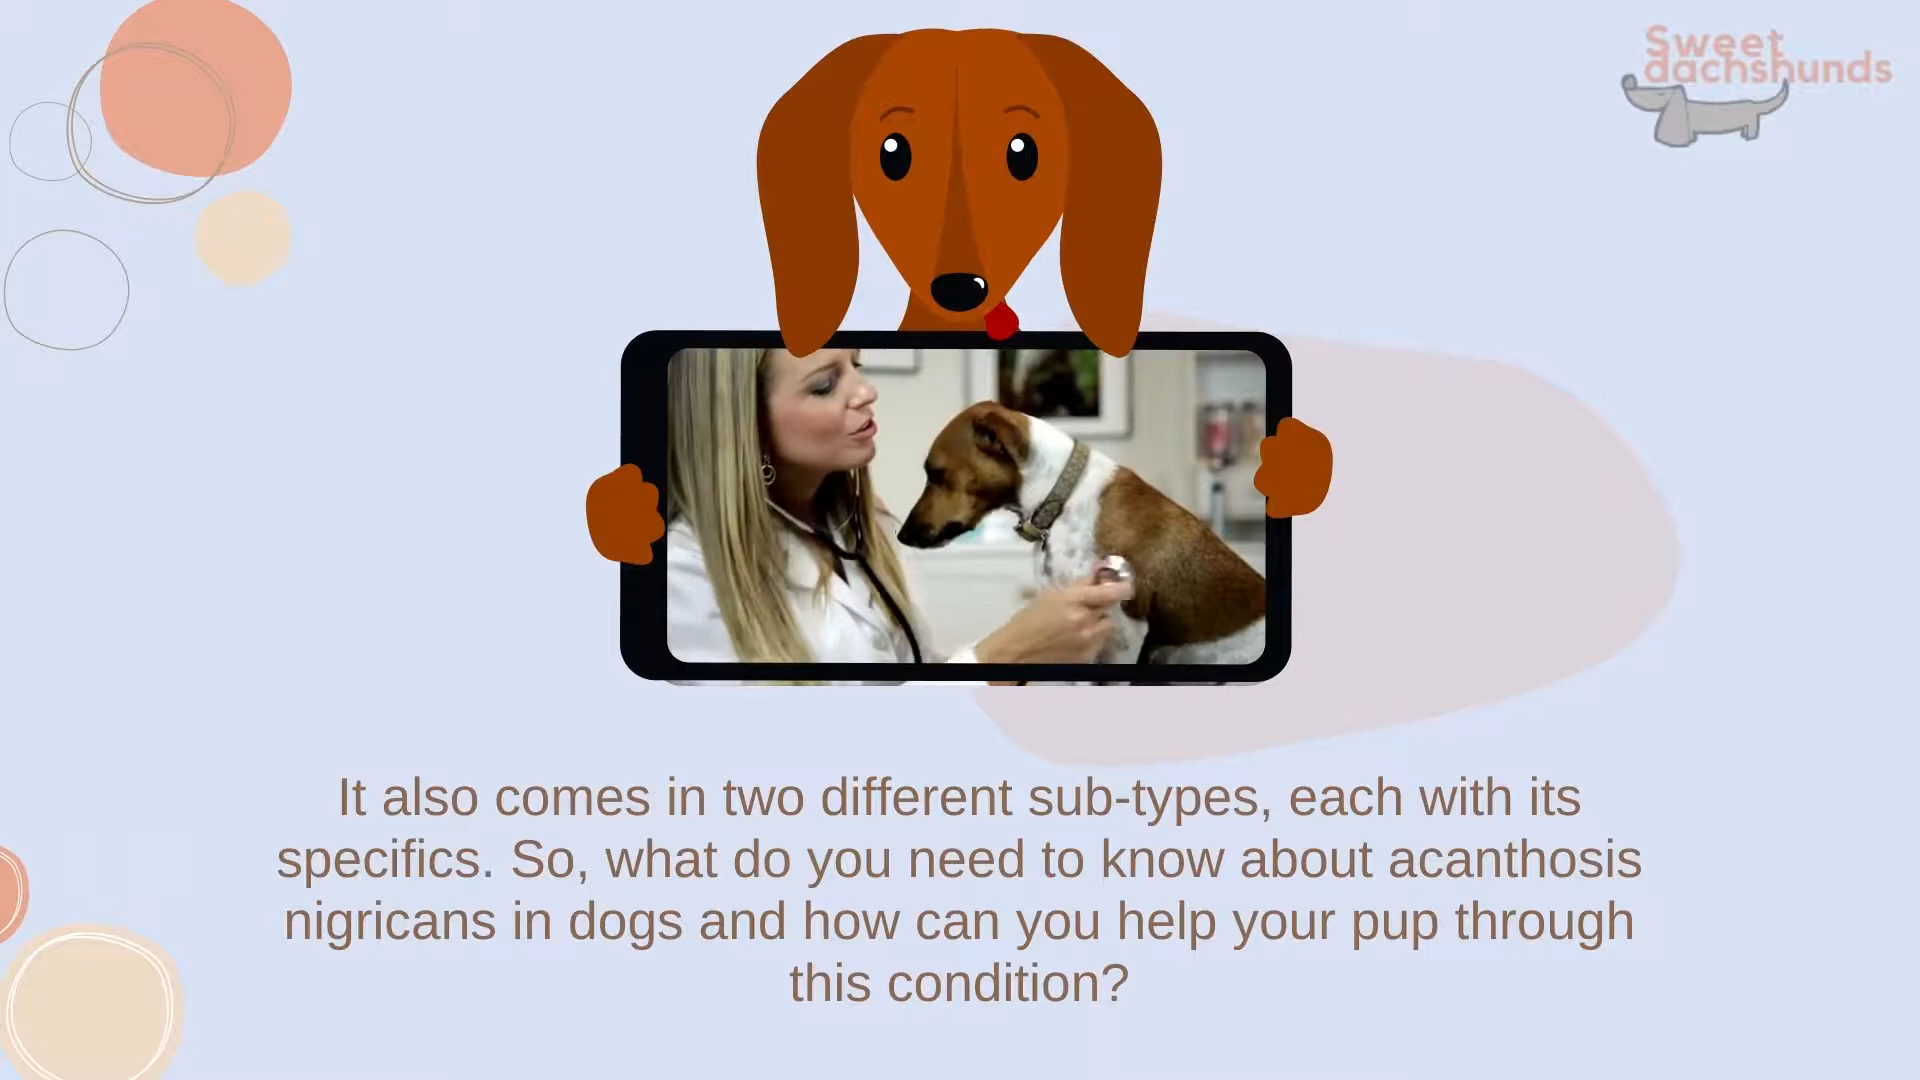 Sweet
dachshunds
It also comes in two different sub-types, each with its
specifics. So, what do you need to know about acanthosis
nigricans in dogs and how can you help your pup through
this condition?